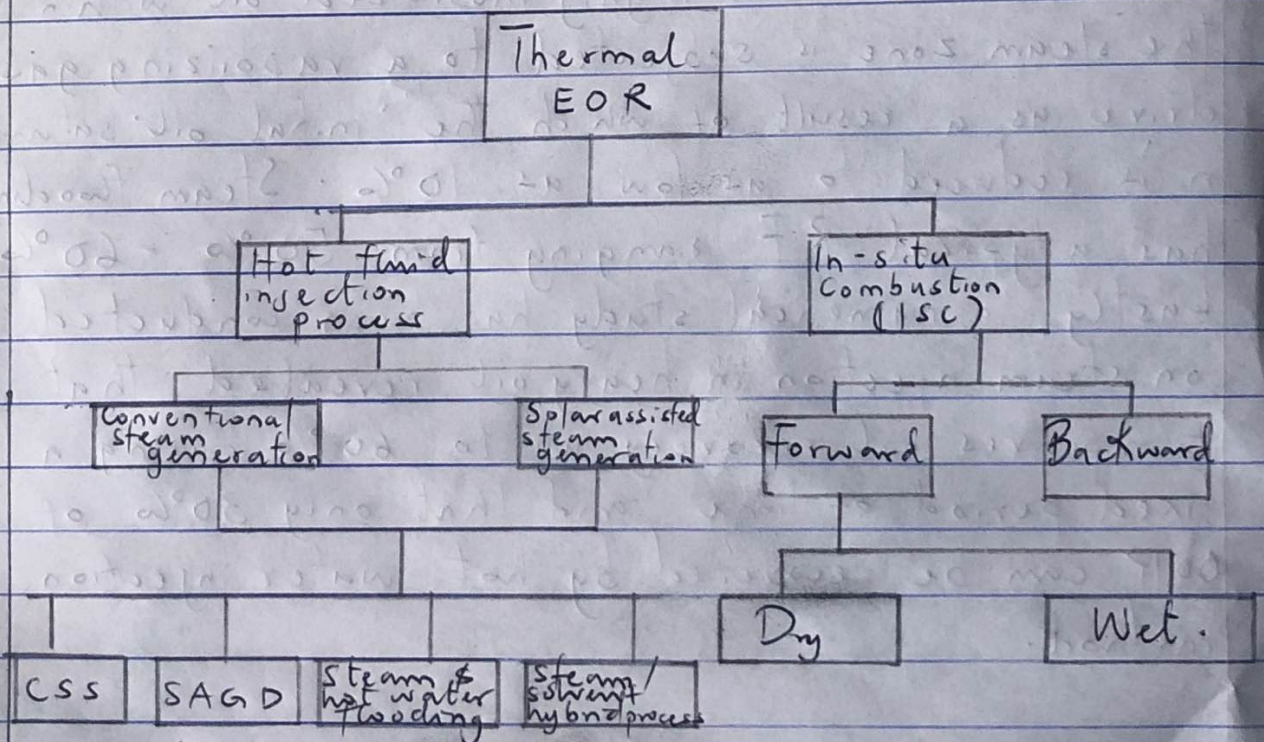 Thermal
EOR
Hot fluid
injection
process
In-situ
Combustion
(ISC)
Conventional
steam
generation
Solar assisted
steam
generation
Forward
Backward
Dry
Wet.
CSS
SAGD
Steam &
hot water
flooding
Steam/
solvent
hybrid process